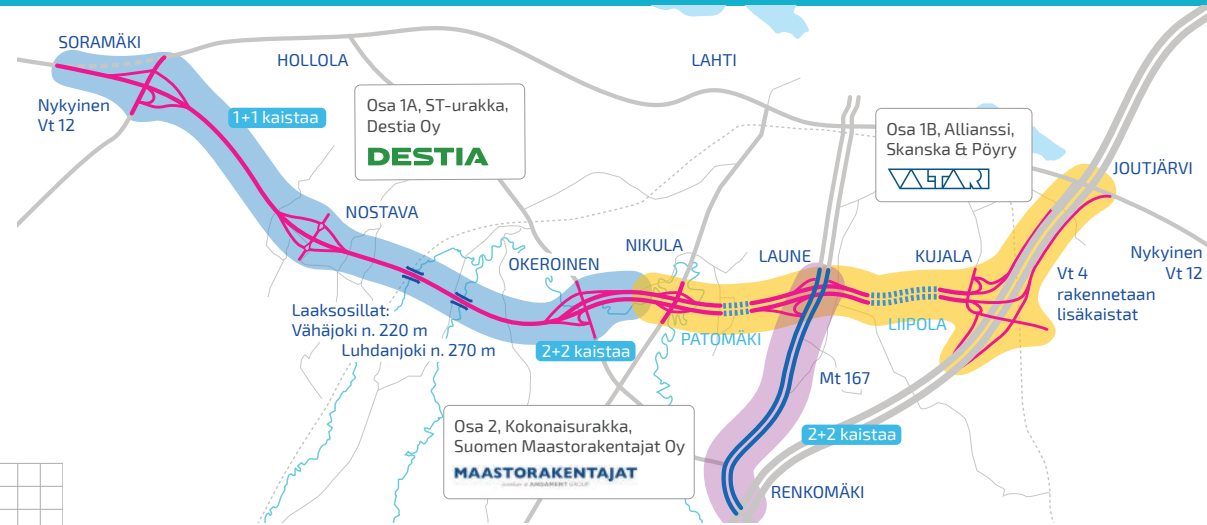 SORAMÄKI
HOLLOLA
LAHTI
Nykyinen
Vt 12
1+1 kaistaa
Osa 1A, ST-urakka,
Destia Oy
DESTIA
Osa 1B, Allianssi,
Skanska & Pöyry
VALTARI
JOUTJÄRVI
NOSTAVA
OKEROINEN
NIKULA
LAUNE
KUJALA
Nykyinen
Vt 12
Vt 4
rakennetaan
lisäkaistat
Laaksosillat:
Vähäjoki n. 220 m
Luhdanjoki n. 270 m
2+2 kaistaa
PATOMÄKI
LIIPOLA
Mt 167
Osa 2, Kokonaisurakka,
Suomen Maastorakentajat Oy
MAASTORAKENTAJAT
2+2 kaistaa
RENKOMÄKI